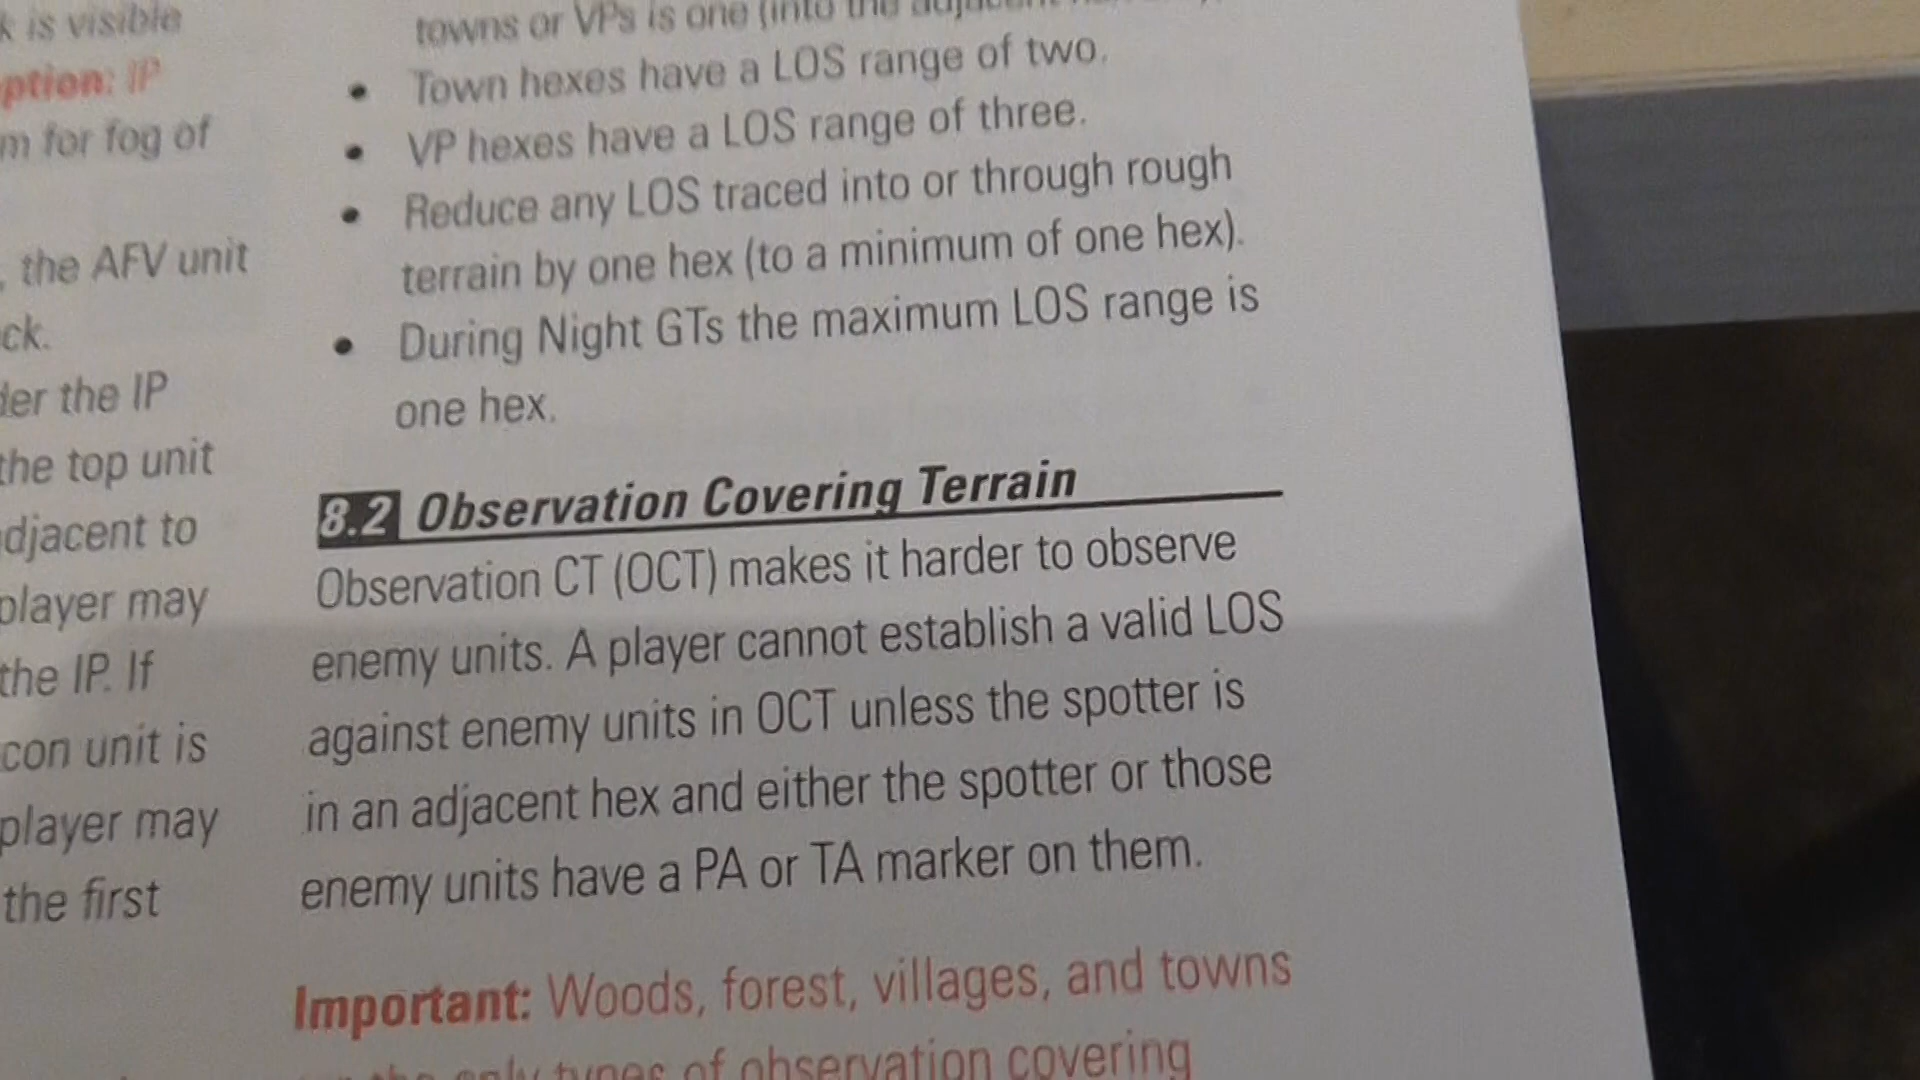 k is visible
ption: IP
m for fog of
, the AFV unit
ck.
der the IP
the top unit
djacent to
player may
the IP. If
con unit is
player may
the first
towns or VPs is one (into the adjacent
• Town hexes have a LOS range of two.
• VP hexes have a LOS range of three.
• Reduce any LOS traced into or through rough
terrain by one hex (to a minimum of one hex).
• During Night GTs the maximum LOS range is
one hex.
8.2 Observation Covering Terrain
Observation CT (OCT) makes it harder to observe
enemy units. A player cannot establish a valid LOS
against enemy units in OCT unless the spotter is
in an adjacent hex and either the spotter or those
enemy units have a PA or TA marker on them.
Important: Woods, forest, villages, and towns
the only types of observation covering